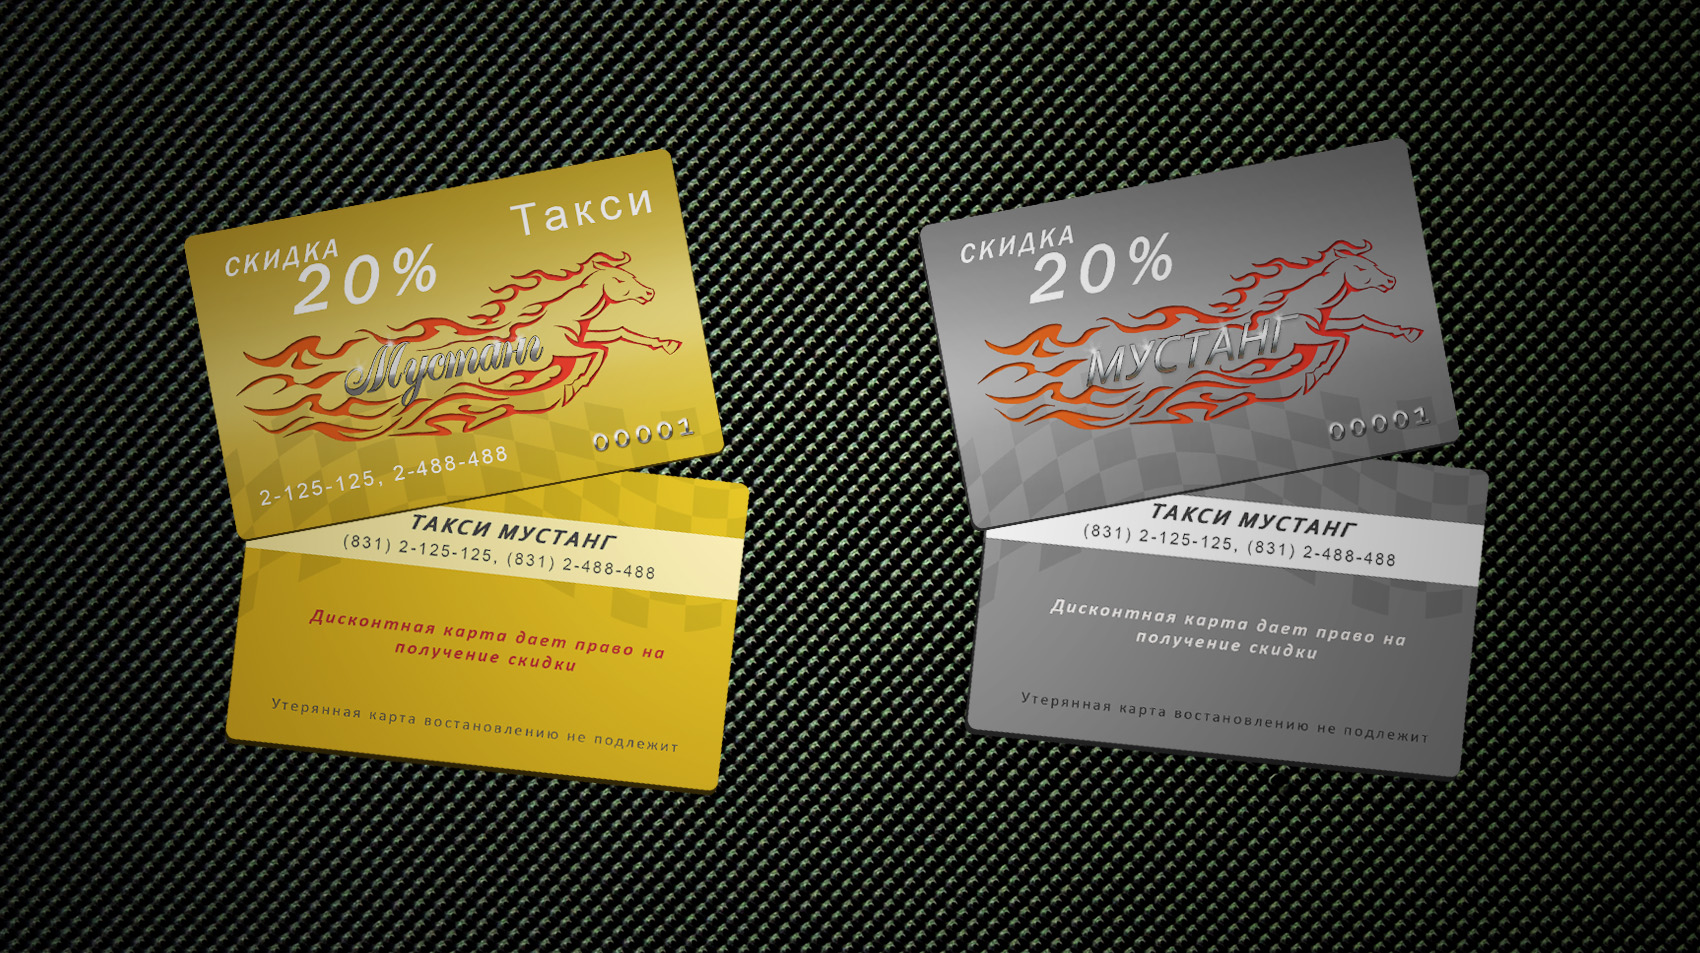 Такси
СКИДКА
20%
Мустанг
00001
2-125-125, 2-488-488
ТАКСИ МУСТАНГ
(831) 2-125-125, (831) 2-488-488
Дисконтная карта дает право на
получение скидки
Утерянная карта востановлению не подлежит
СКИДКА
20%
МУСТАНГ
00001
ТАКСИ МУСТАНГ
(831) 2-125-125, (831) 2-488-488
Дисконтная карта дает право на
получение скидки
Утерянная карта востановлению не подлежит